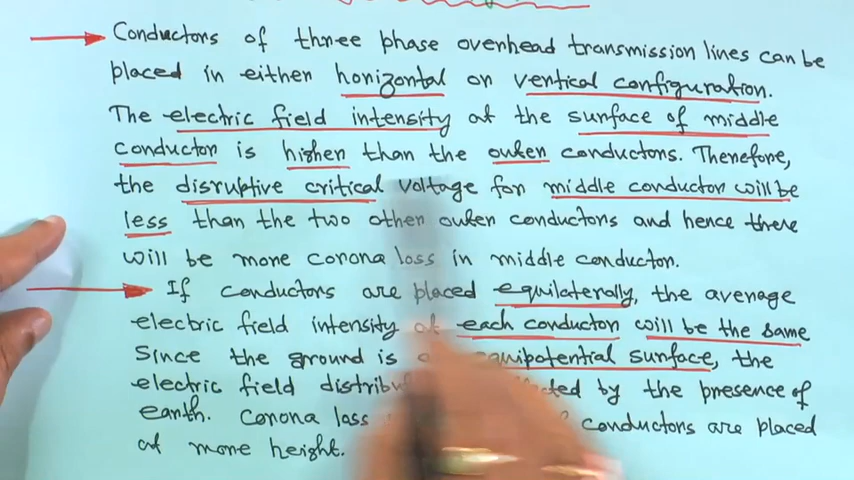 Conductors of three phase overhead transmission lines can be
placed in either horizontal or vertical configuration.
The electric field intensity at the surface of middle
conductor is higher than the outer conductors. Therefore,
the disruptive critical voltage for middle conductor will be
less than the two other outer conductors and hence there
will be more corona loss in middle conductor.
If conductors are placed equilaterally, the average
electric field intensity at each conductor will be the same
Since the ground is equipotential surface, the
electric field by the presence of
earth. Corona loss conductors are placed
at more height.